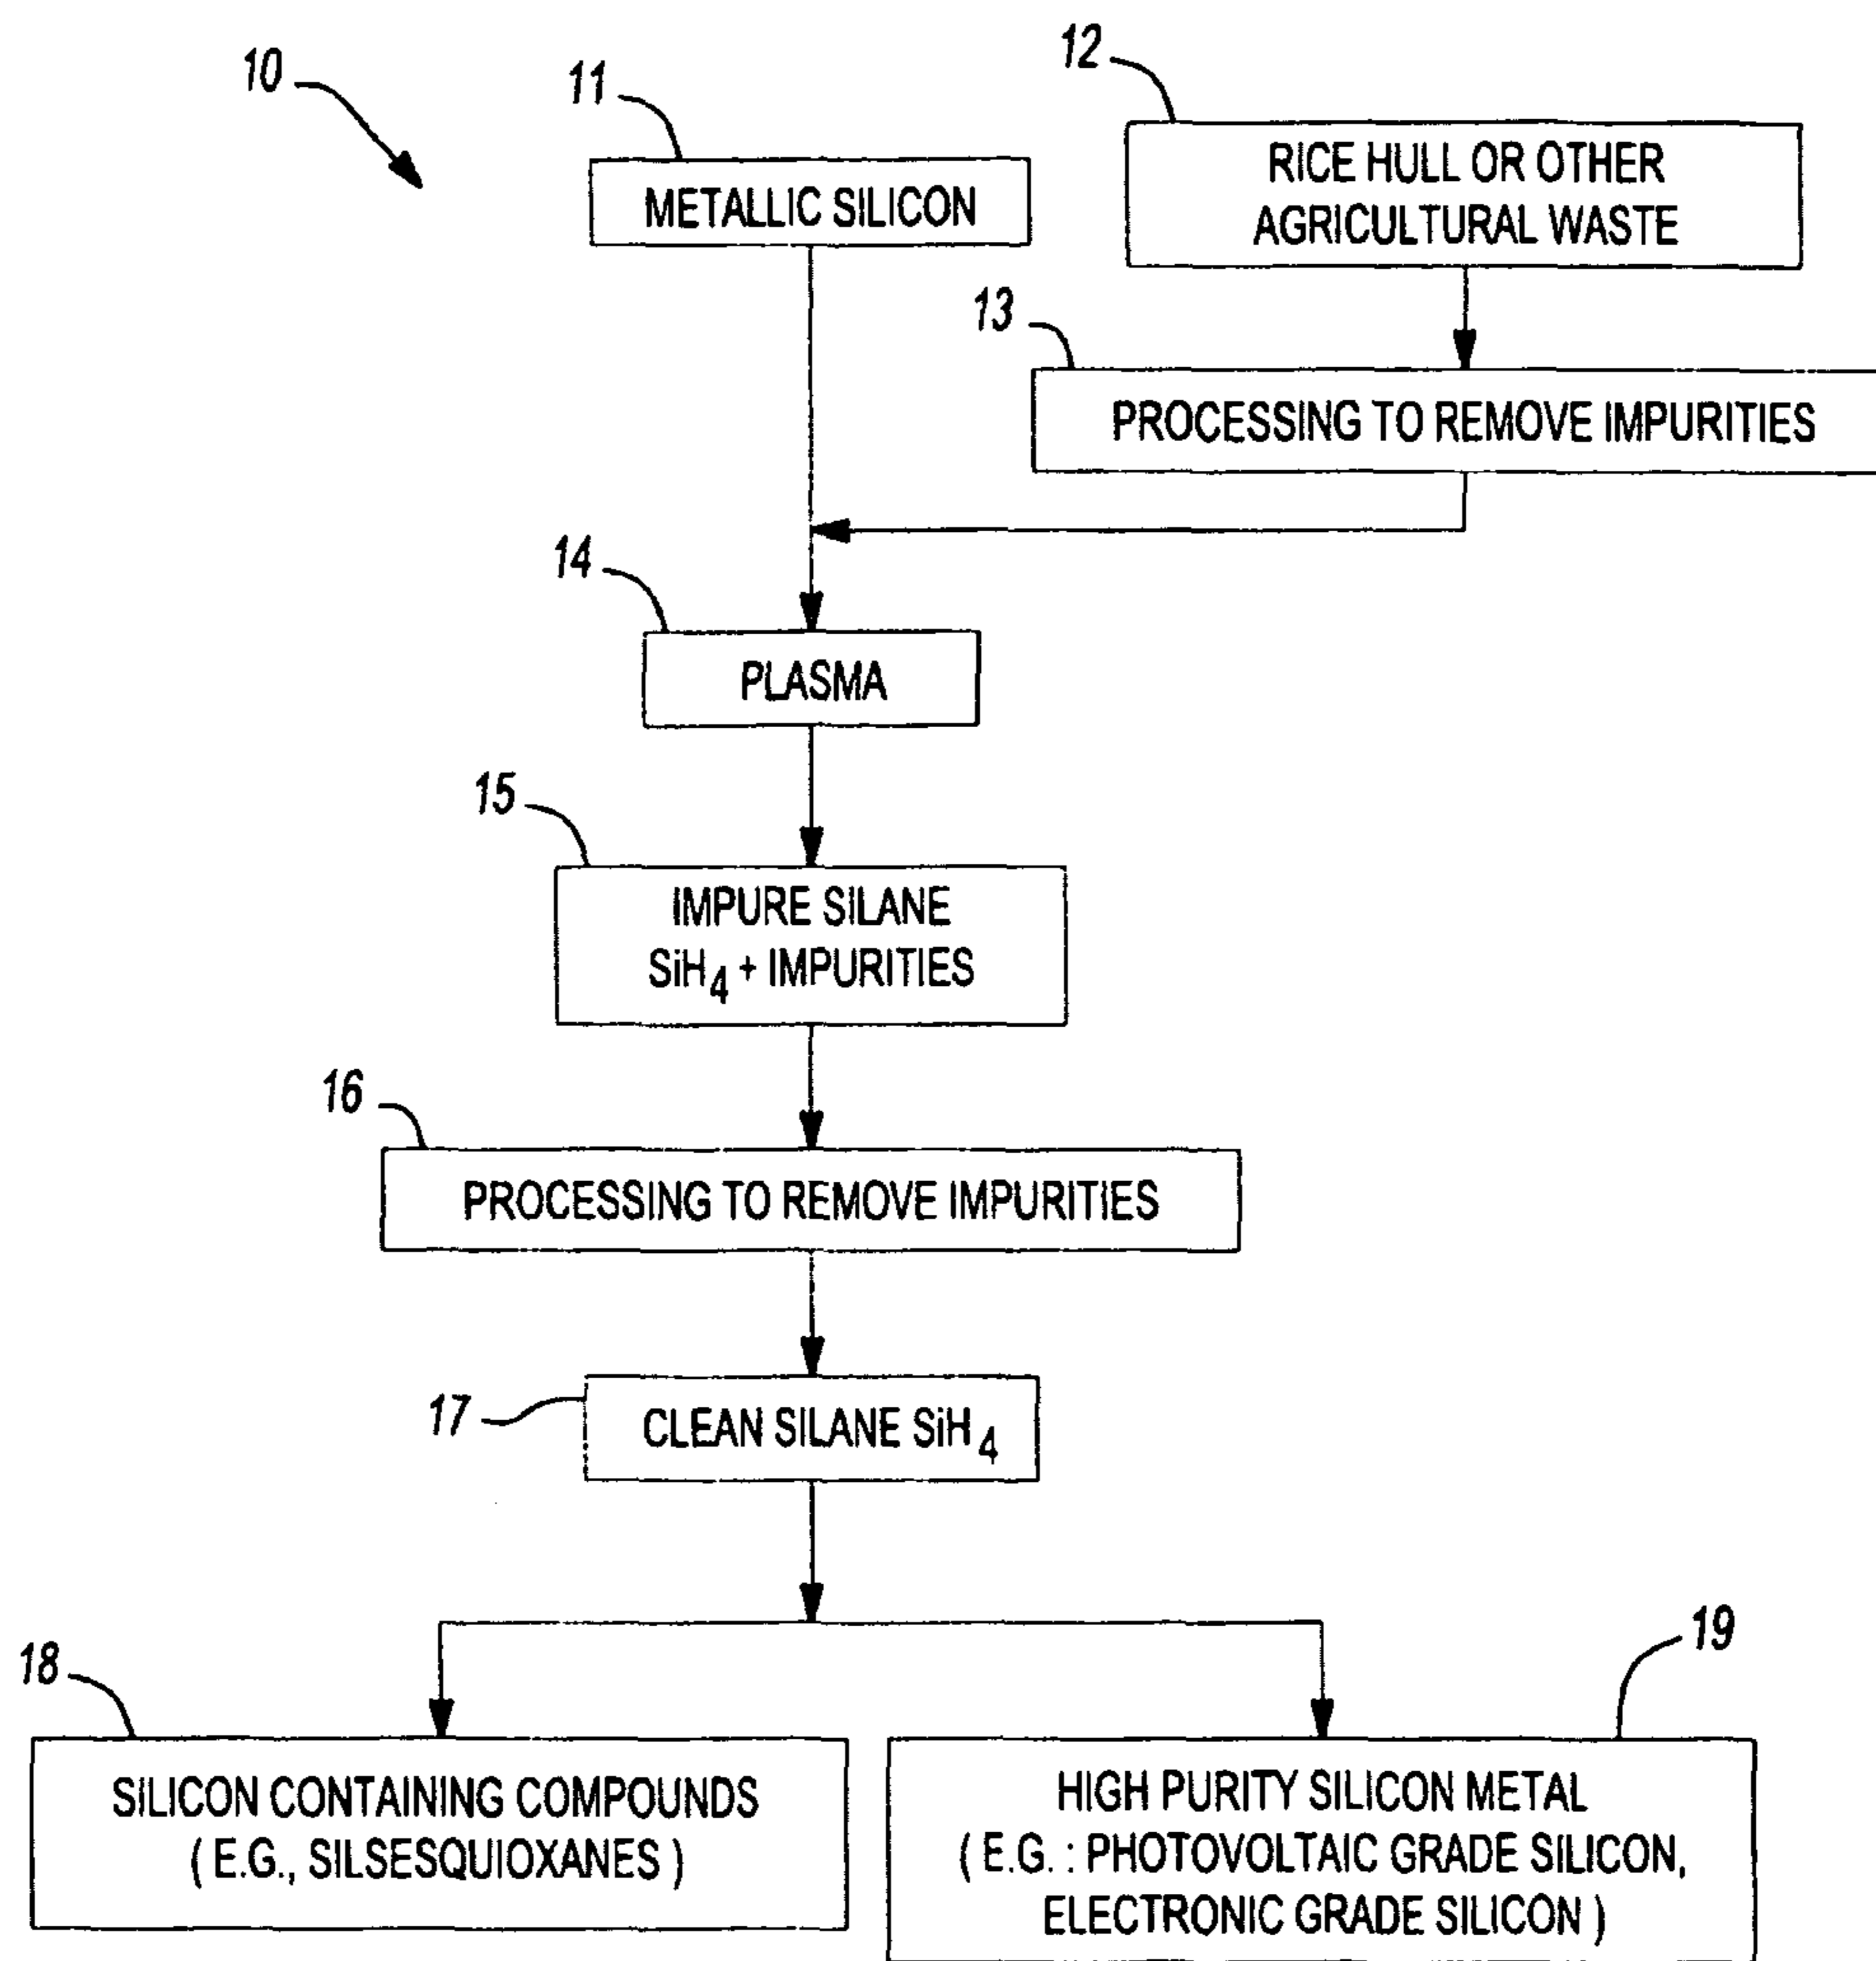 10
11
METALLIC SILICON
12
RICE HULL OR OTHER
AGRICULTURAL WASTE
13
PROCESSING TO REMOVE IMPURITIES
14
PLASMA
15
IMPURE SILANE
SiH4 + IMPURITIES
16
PROCESSING TO REMOVE IMPURITIES
17
CLEAN SILANE SiH4
18
SILICON CONTAINING COMPOUNDS
( E.G., SILSESQUIOXANES )
19
HIGH PURITY SILICON METAL
( E.G. : PHOTOVOLTAIC GRADE SILICON,
ELECTRONIC GRADE SILICON )